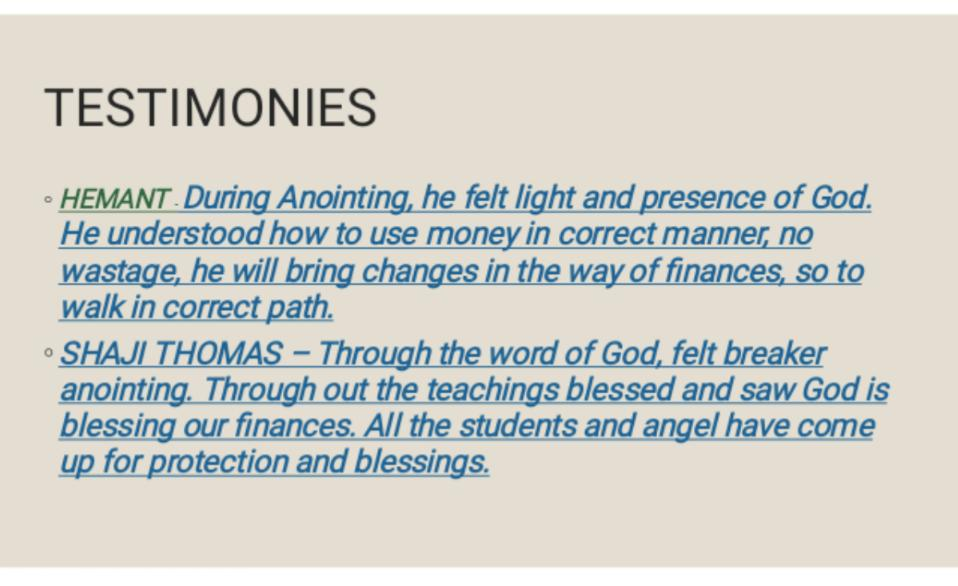 TESTIMONIES
◦ HEMANT - During Anointing, he felt light and presence of God.
He understood how to use money in correct manner, no
wastage, he will bring changes in the way of finances, so to
walk in correct path.
◦ SHAJI THOMAS – Through the word of God, felt breaker
anointing. Through out the teachings blessed and saw God is
blessing our finances. All the students and angel have come
up for protection and blessings.